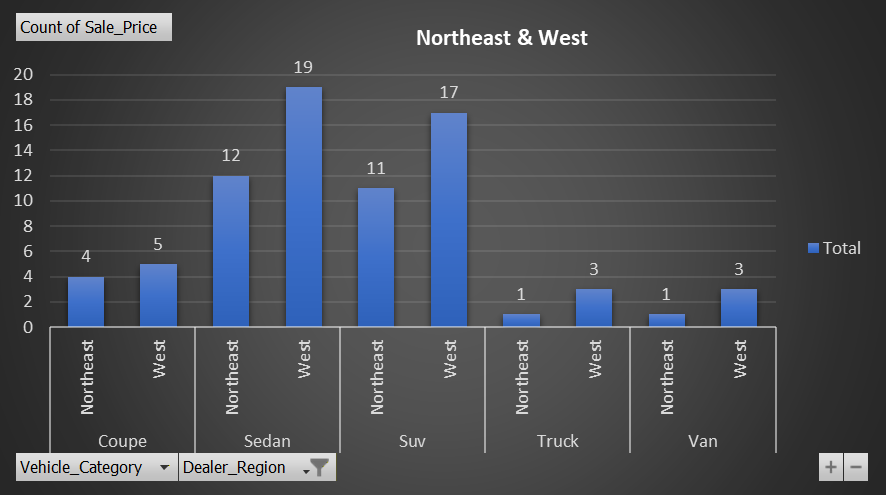 Count of Sale_Price
Northeast & West
20
18
16
14
12
10
8
6
4
2
0
4
5
12
19
11
17
1
3
1
3
Total
Northeast
West
Northeast
West
Northeast
West
Northeast
West
Northeast
West
Coupe
Sedan
Suv
Truck
Van
Vehicle_Category
Dealer_Region
+
−